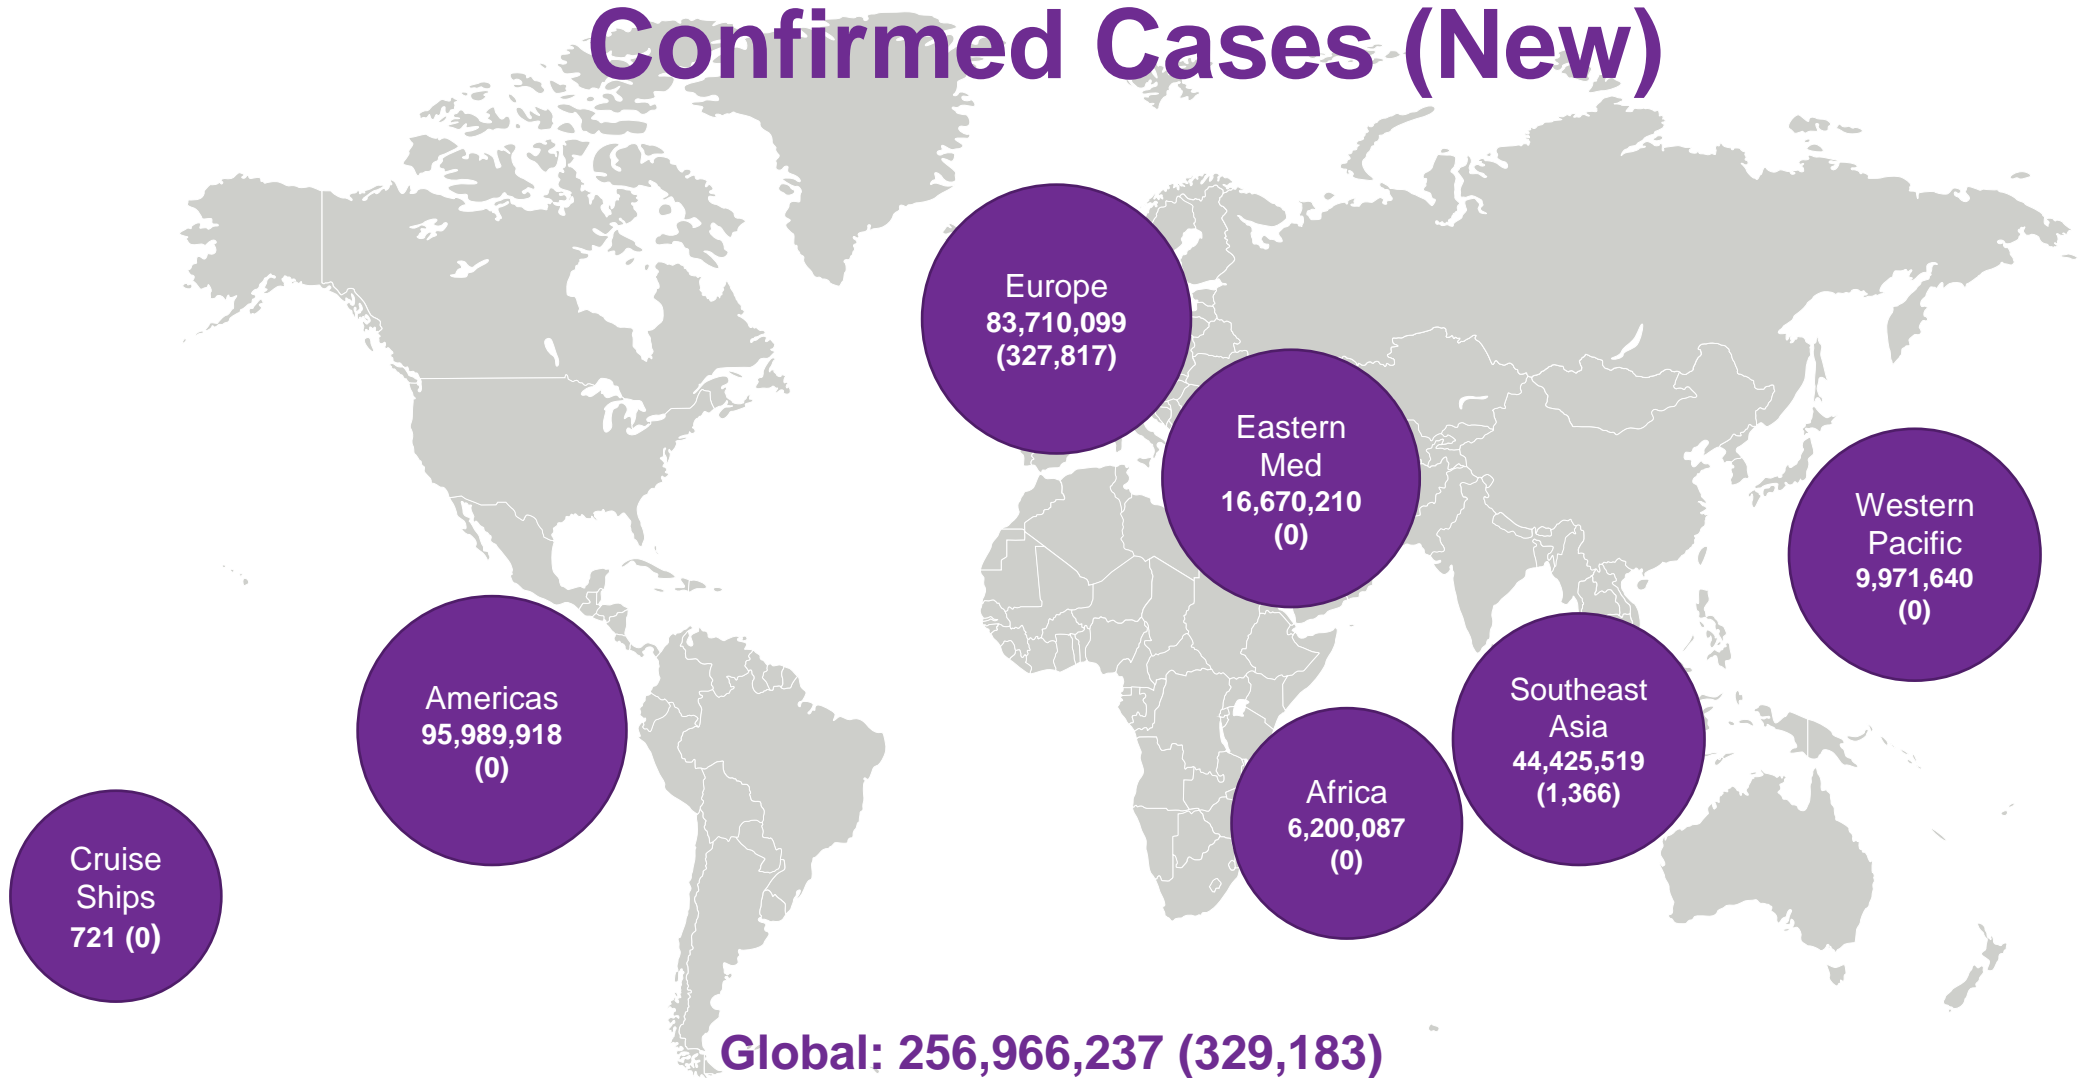 Confirmed Cases (New)
Europe
83,710,099
(327,817)
Eastern
Med
16,670,210
(0)
Western
Pacific
9,971,640
(0)
Americas
95,989,918
(0)
Southeast
Asia
44,425,519
(1,366)
Africa
6,200,087
(0)
Cruise
Ships
721 (0)
Global: 256,966,237 (329,183)